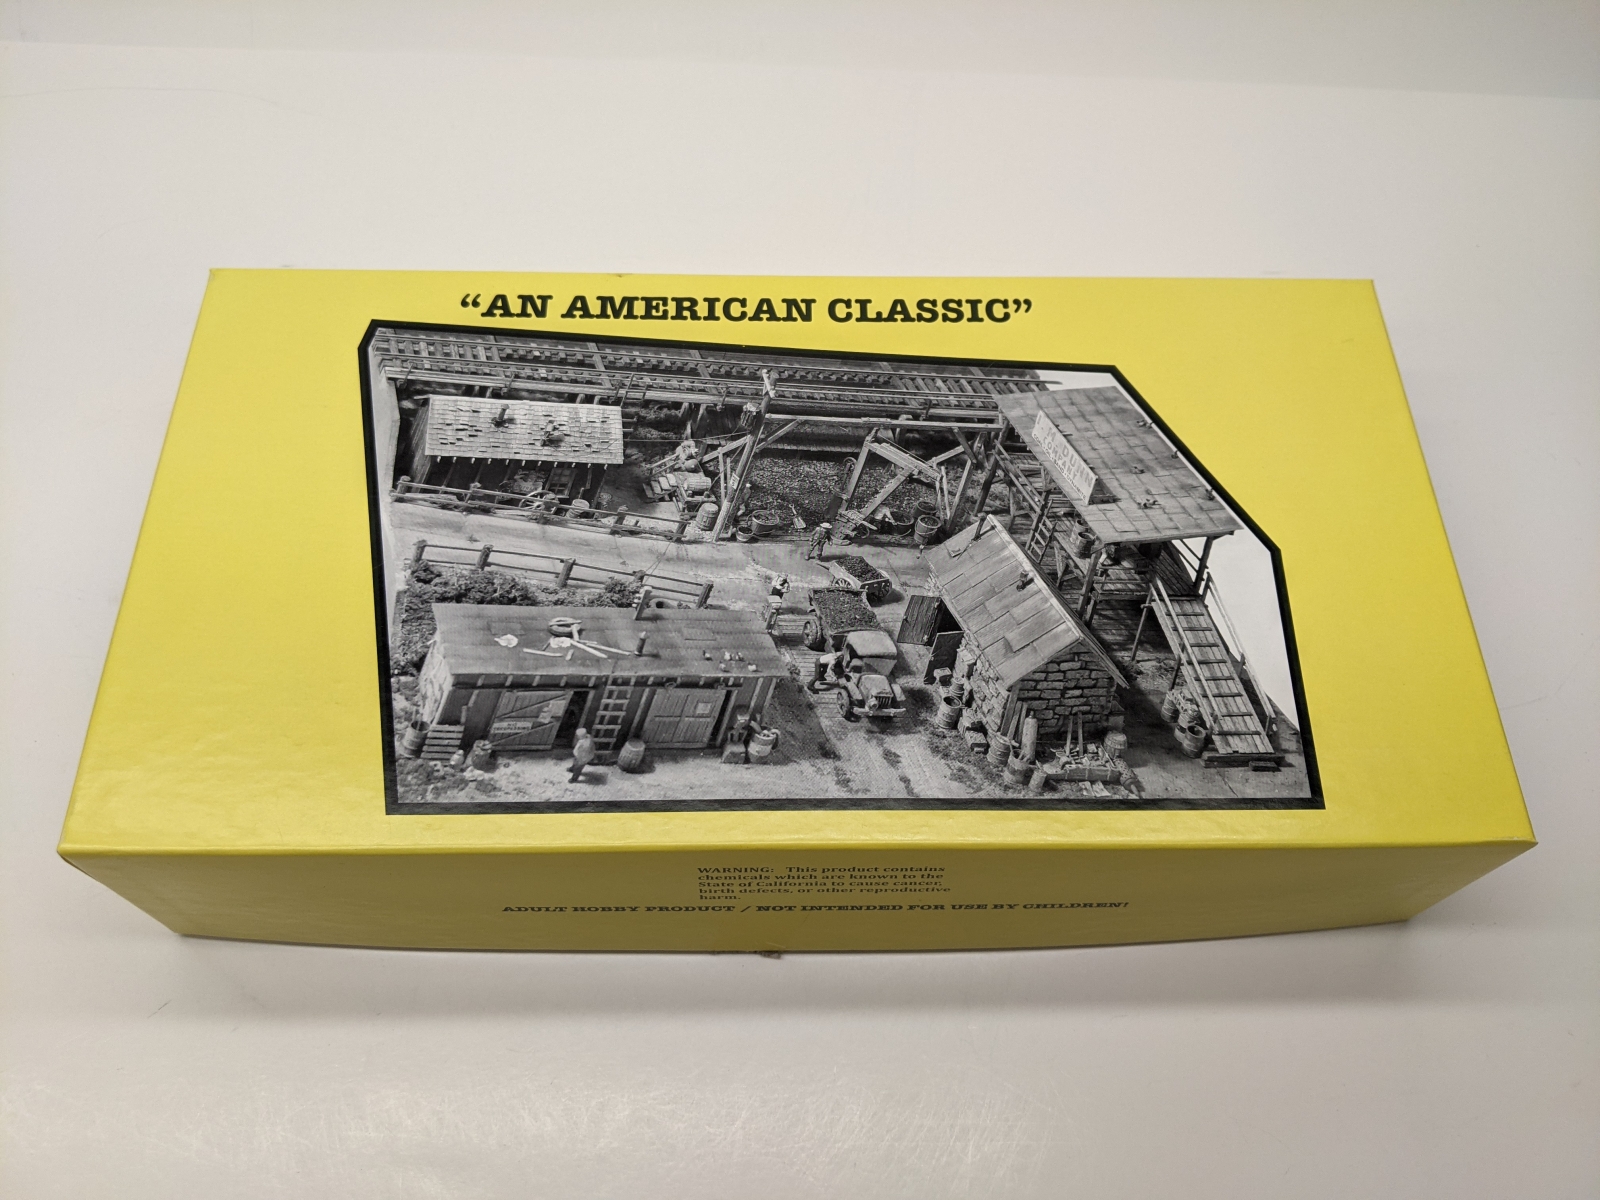 “AN AMERICAN CLASSIC”
WARNING: This product contains
chemicals which are known to the
State of California to cause cancer,
birth defects, or other reproductive
harm.
ADULT HOBBY PRODUCT / NOT INTENDED FOR USE BY CHILDREN!